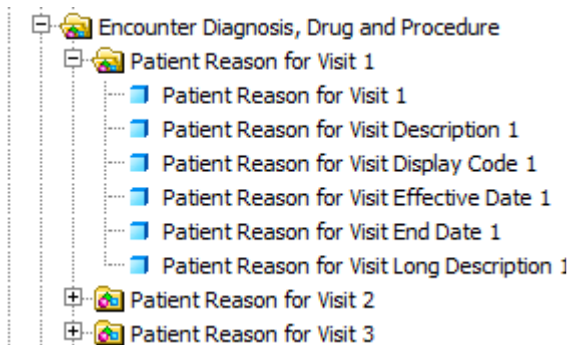 Encounter Diagnosis, Drug and Procedure
Patient Reason for Visit 1
Patient Reason for Visit 1
Patient Reason for Visit Description 1
Patient Reason for Visit Display Code 1
Patient Reason for Visit Effective Date 1
Patient Reason for Visit End Date 1
Patient Reason for Visit Long Description 1
Patient Reason for Visit 2
Patient Reason for Visit 3